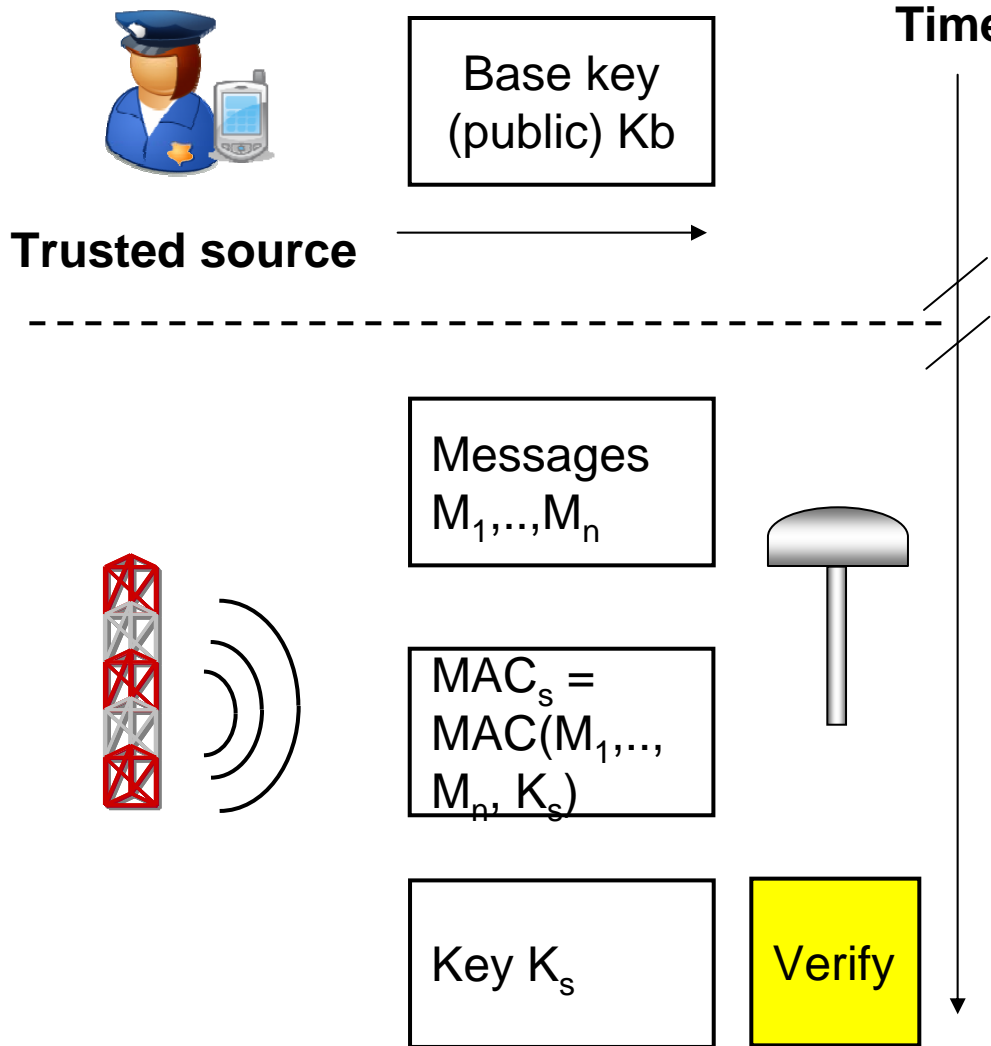 Time
Base key
(public) Kb
Trusted source
Messages
M₁,..,Mₙ
MACₛ =
MAC(M₁,..,
Mₙ, Kₛ)
Key Kₛ
Verify